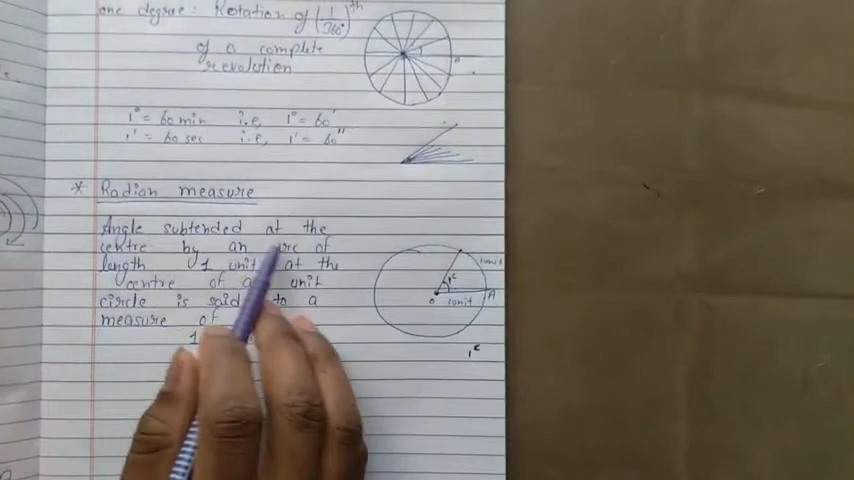 one degree: Rotation of (1/360°)th
of a complete
revolution
1° = 60 min i.e, 1° = 60'
1' = 60 sec i.e, 1' = 60"
* Radian measure
Angle subtended at the
centre by an arc of
length 1 unit at the
centre of a unit
circle is said to a
measure of
1
1 unit
1c
O 1 unit A
1c